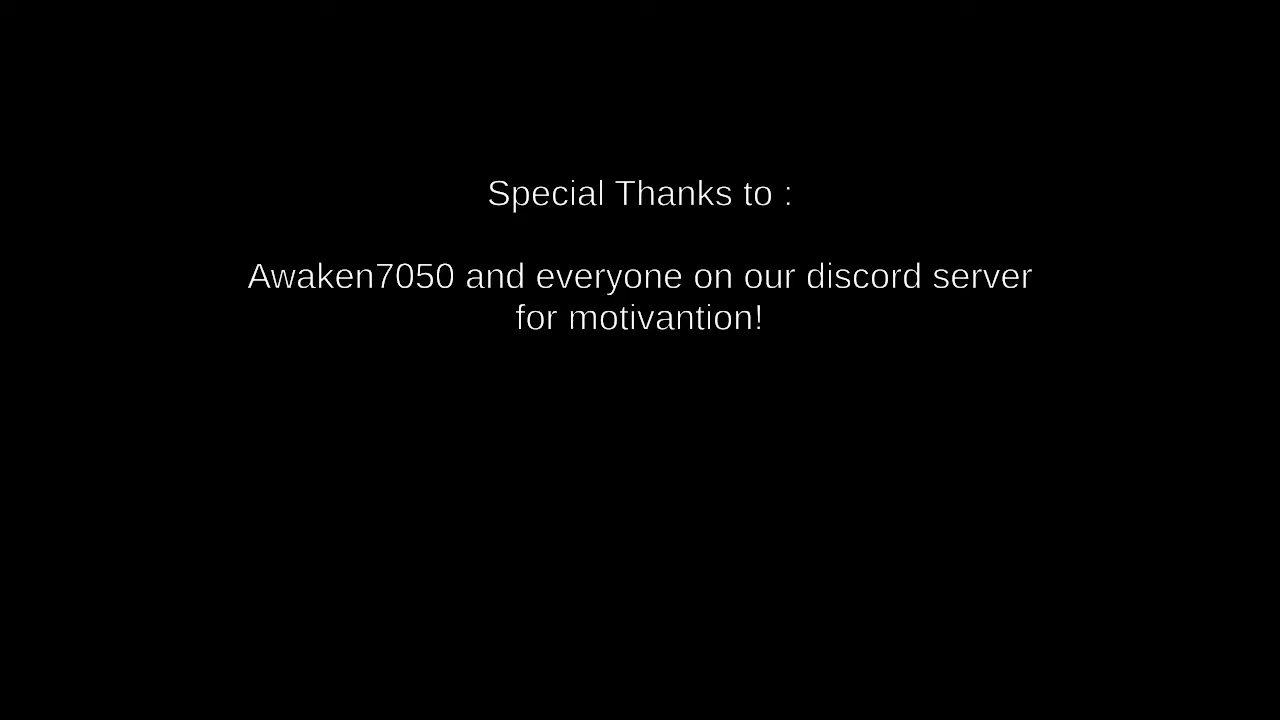 Special Thanks to :
Awaken7050 and everyone on our discord server
for motivantion!